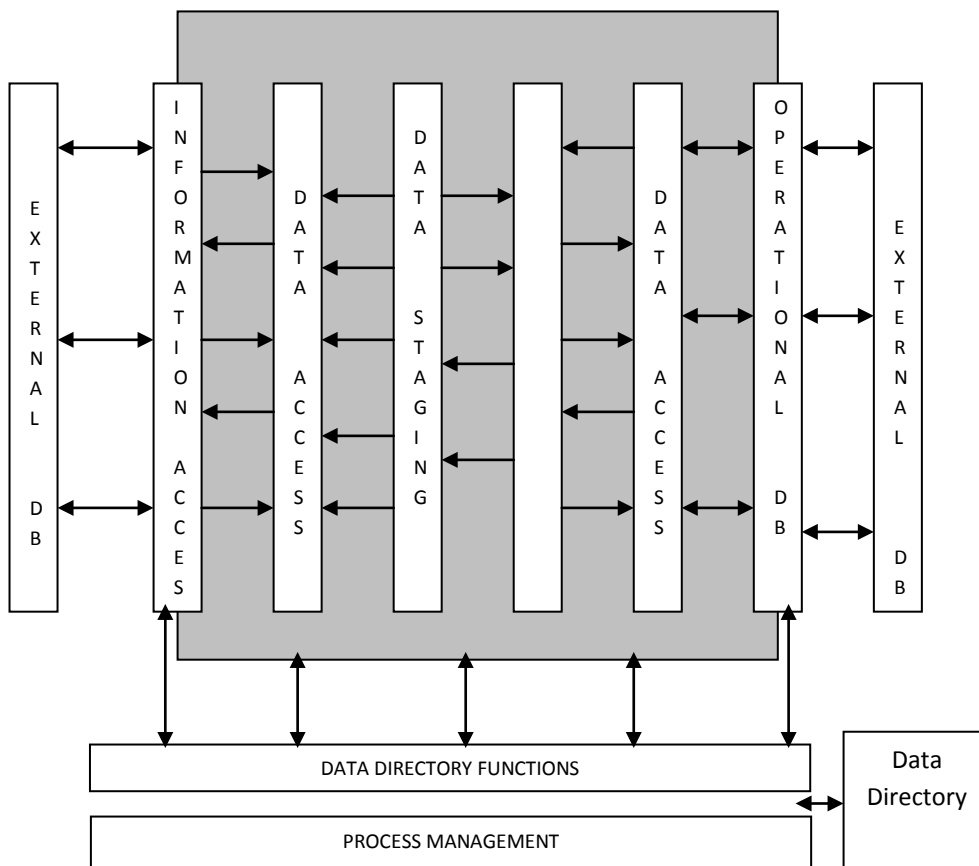 EXTERNAL DB
INFORMATION ACCES
DATA ACCESS
DATA STAGING
DATA ACCESS
OPERATIONAL DB
EXTERNAL DB
DATA DIRECTORY FUNCTIONS
Data
Directory
PROCESS MANAGEMENT